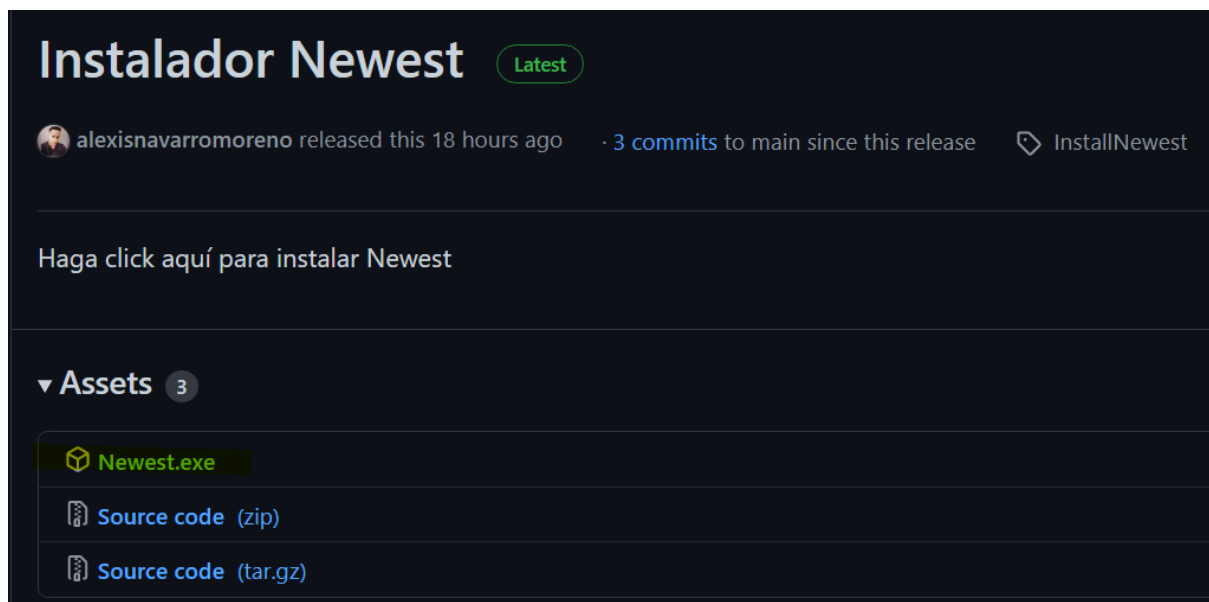 Instalador Newest Latest
alexisnavarromoreno released this 18 hours ago · 3 commits to main since this release InstallNewest
Haga click aquí para instalar Newest
Assets 3
Newest.exe
Source code (zip)
Source code (tar.gz)